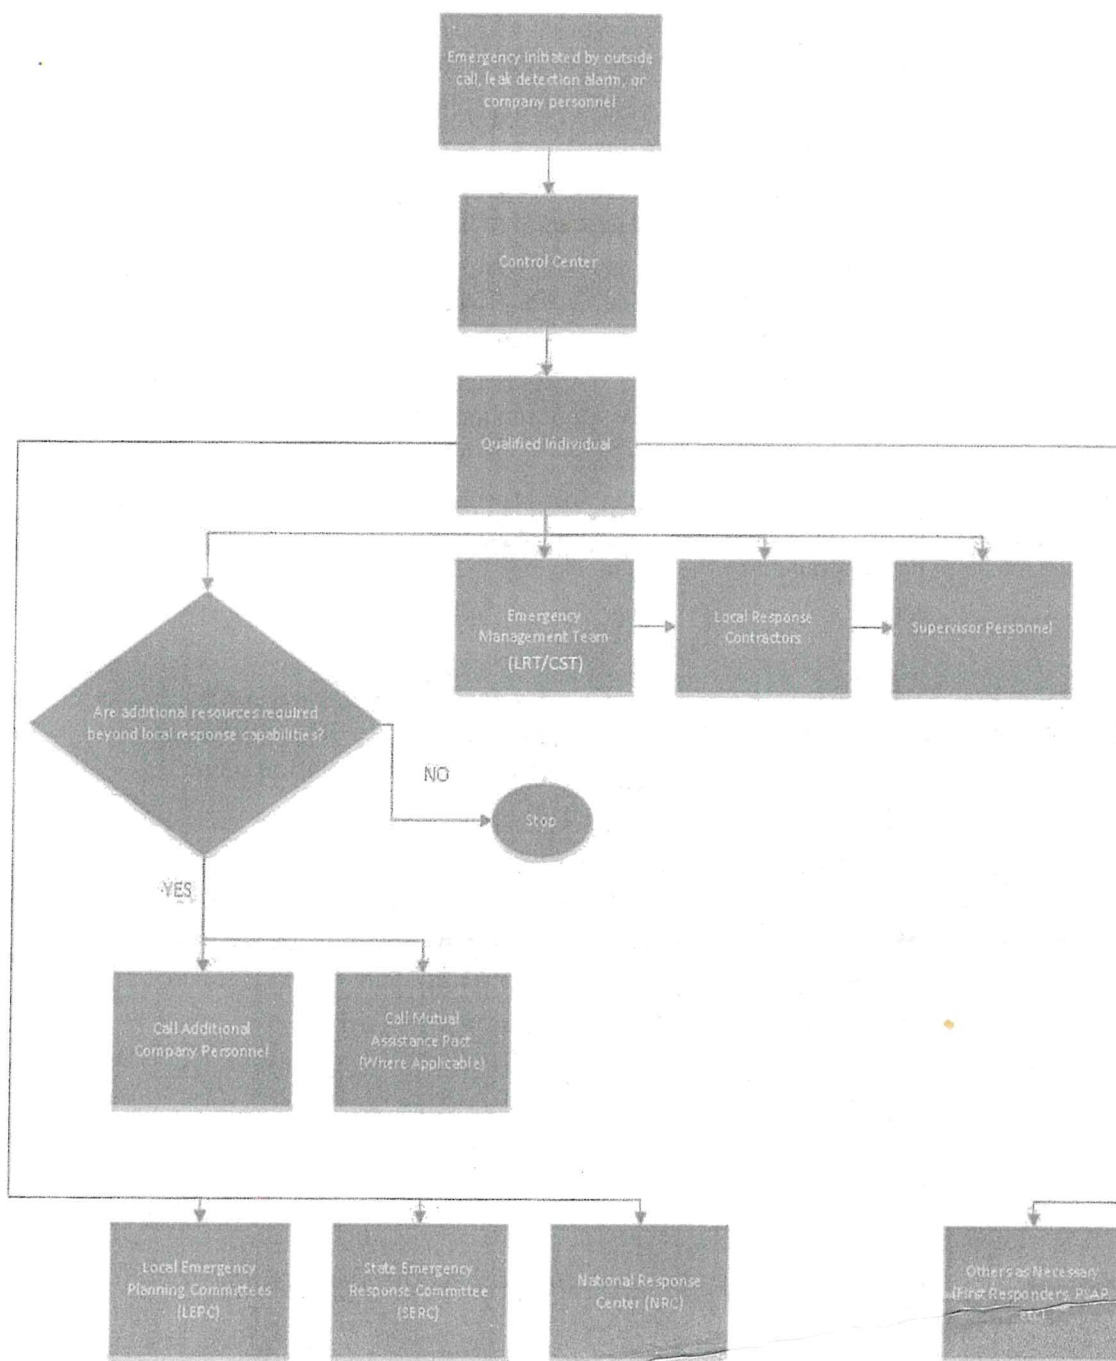 Emergency initiated by outside
call, leak detection alarm, or
company personnel
Control Center
Qualified Individual
Emergency
Management Team
(LRT/CST)
Local Response
Contractors
Supervisor Personnel
Are additional resources required
beyond local response capabilities?
NO
Stop
YES
Call Additional
Company Personnel
Call Mutual
Assistance Pact
(Where Applicable)
Local Emergency
Planning Committees
(LEPC)
State Emergency
Response Committee
(SERC)
National Response
Center (NRC)
Others as Necessary
(First Responders, PSAP
etc)